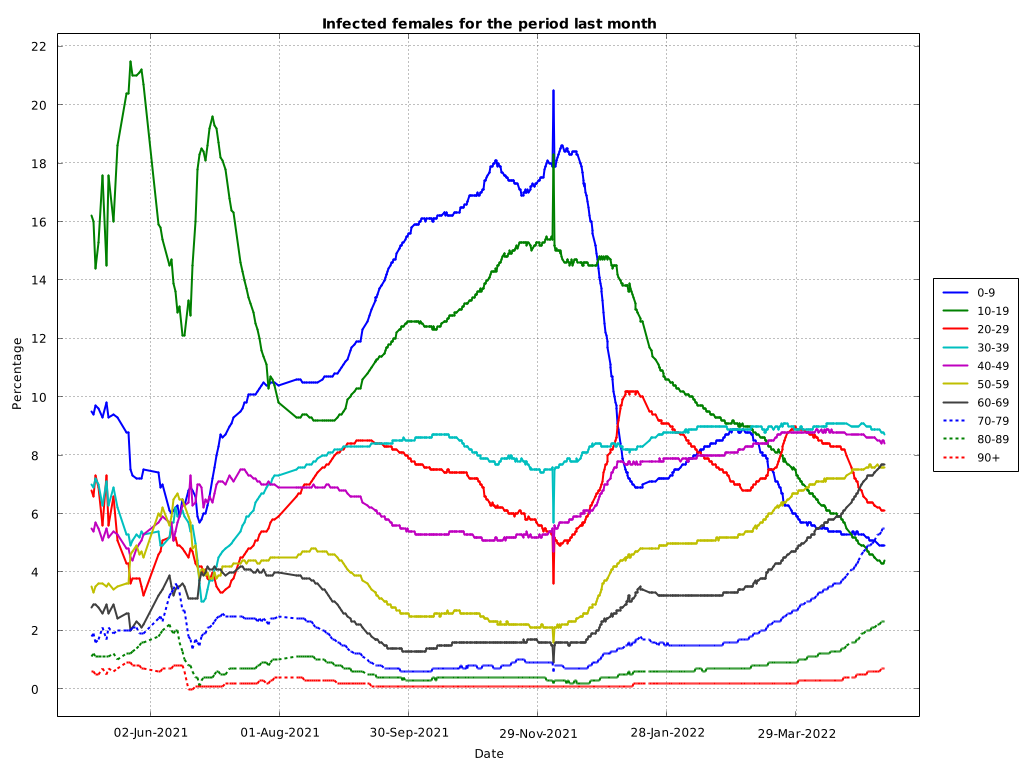 Infected females for the period last month
22
20
18
16
14
12
10
8
6
4
2
0
Percentage
02-Jun-2021
01-Aug-2021
30-Sep-2021
29-Nov-2021
28-Jan-2022
29-Mar-2022
Date
0-9
10-19
20-29
30-39
40-49
50-59
60-69
70-79
80-89
90+